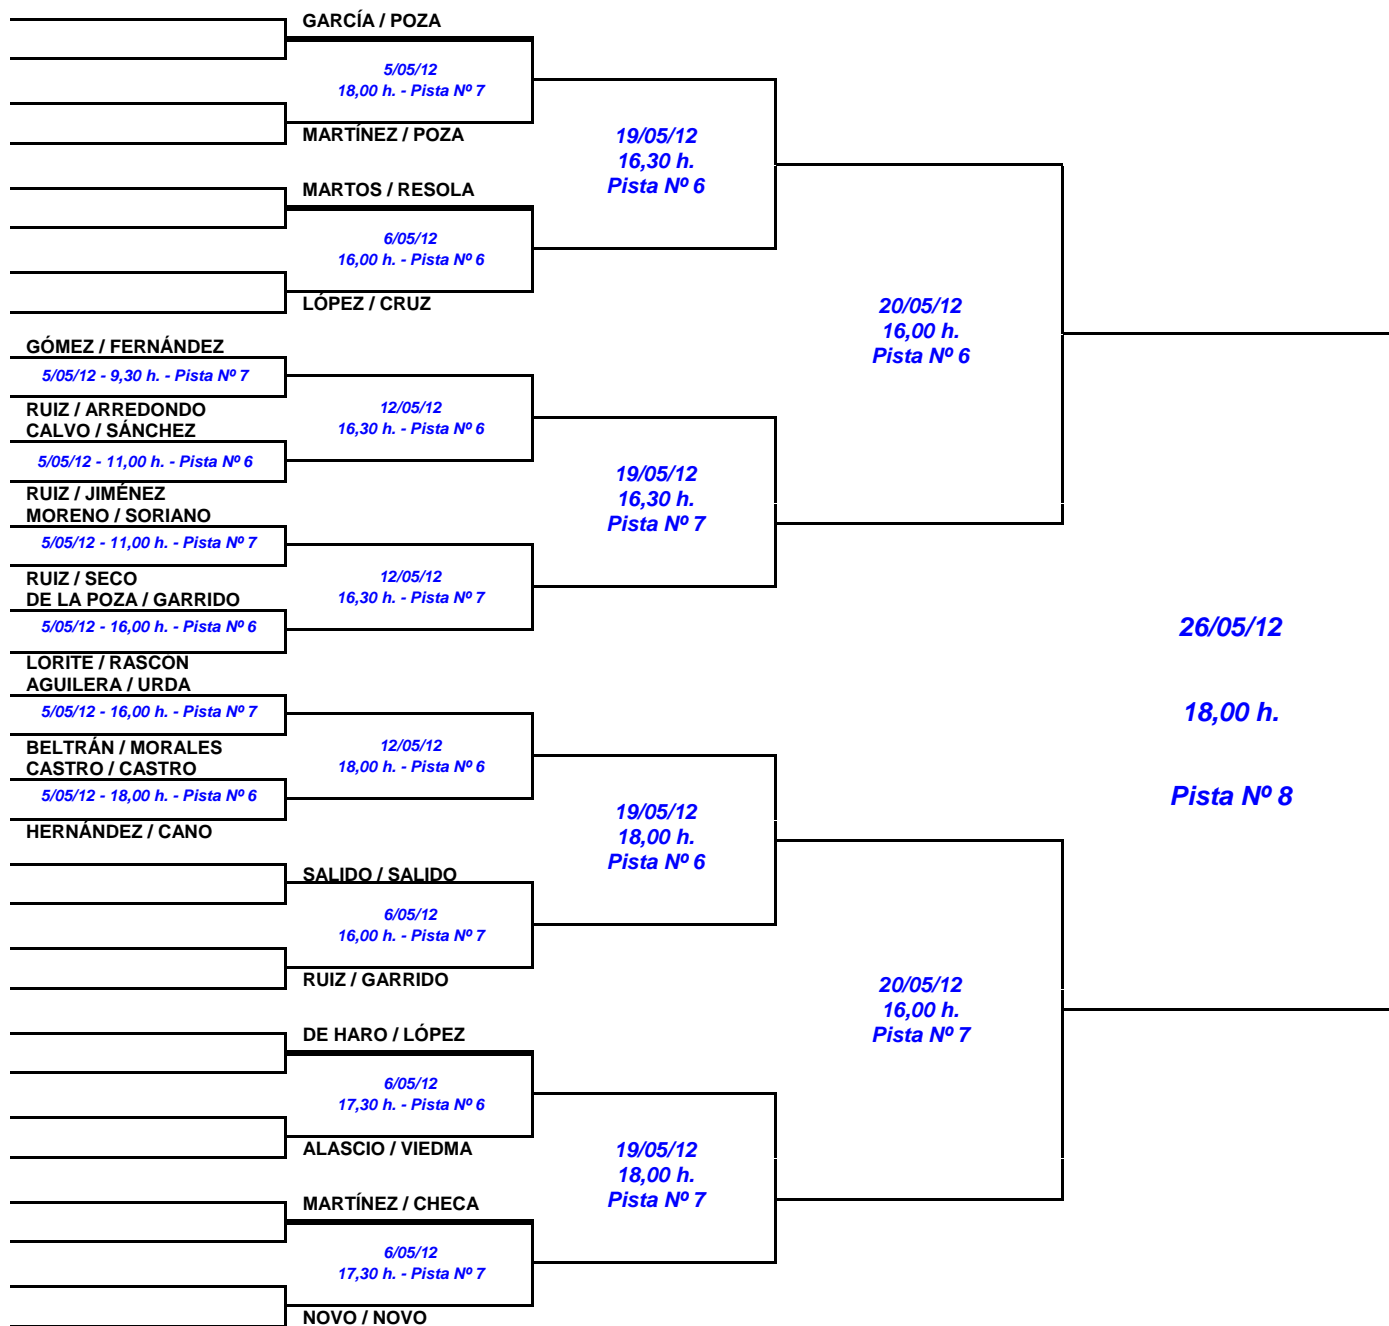 GARCÍA / POZA
5/05/12
18,00 h. - Pista Nº 7
MARTÍNEZ / POZA
19/05/12
16,30 h.
Pista Nº 6
MARTOS / RESOLA
6/05/12
16,00 h. - Pista Nº 6
LÓPEZ / CRUZ
20/05/12
16,00 h.
Pista Nº 6
GÓMEZ / FERNÁNDEZ
5/05/12 - 9,30 h. - Pista Nº 7
RUIZ / ARREDONDO
12/05/12
16,30 h. - Pista Nº 6
CALVO / SÁNCHEZ
5/05/12 - 11,00 h. - Pista Nº 6
RUIZ / JIMÉNEZ
19/05/12
16,30 h.
Pista Nº 7
MORENO / SORIANO
5/05/12 - 11,00 h. - Pista Nº 7
RUIZ / SECO
12/05/12
16,30 h. - Pista Nº 7
DE LA POZA / GARRIDO
5/05/12 - 16,00 h. - Pista Nº 6
LORITE / RASCÓN
26/05/12
18,00 h.
Pista Nº 8
AGUILERA / URDA
5/05/12 - 16,00 h. - Pista Nº 7
BELTRÁN / MORALES
12/05/12
18,00 h. - Pista Nº 6
CASTRO / CASTRO
5/05/12 - 18,00 h. - Pista Nº 6
HERNÁNDEZ / CANO
19/05/12
18,00 h.
Pista Nº 6
SALIDO / SALIDO
6/05/12
16,00 h. - Pista Nº 7
RUIZ / GARRIDO
20/05/12
16,00 h.
Pista Nº 7
DE HARO / LÓPEZ
6/05/12
17,30 h. - Pista Nº 6
ALASCIO / VIEDMA
19/05/12
18,00 h.
Pista Nº 7
MARTÍNEZ / CHECA
6/05/12
17,30 h. - Pista Nº 7
NOVO / NOVO